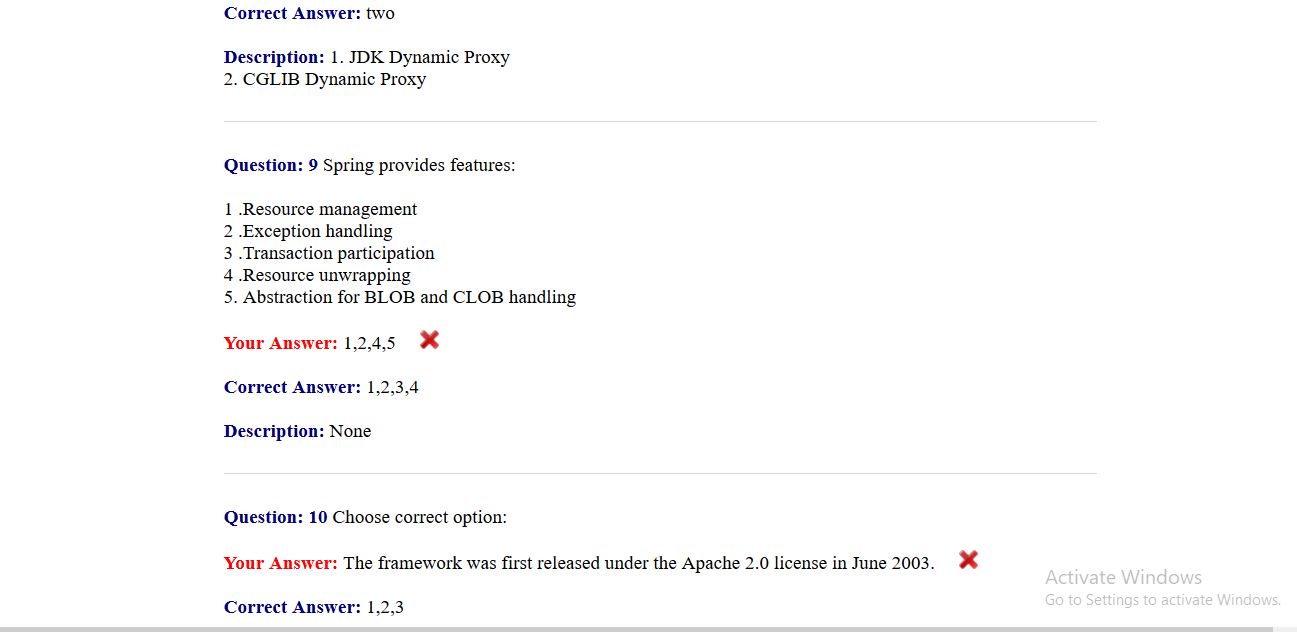 Correct Answer: two
Description: 1. JDK Dynamic Proxy
2. CGLIB Dynamic Proxy
Question: 9 Spring provides features:
1 .Resource management
2 .Exception handling
3 .Transaction participation
4 .Resource unwrapping
5. Abstraction for BLOB and CLOB handling
Your Answer: 1,2,4,5
Correct Answer: 1,2,3,4
Description: None
Question: 10 Choose correct option:
Your Answer: The framework was first released under the Apache 2.0 license in June 2003.
Correct Answer: 1,2,3
Activate Windows
Go to Settings to activate Windows.